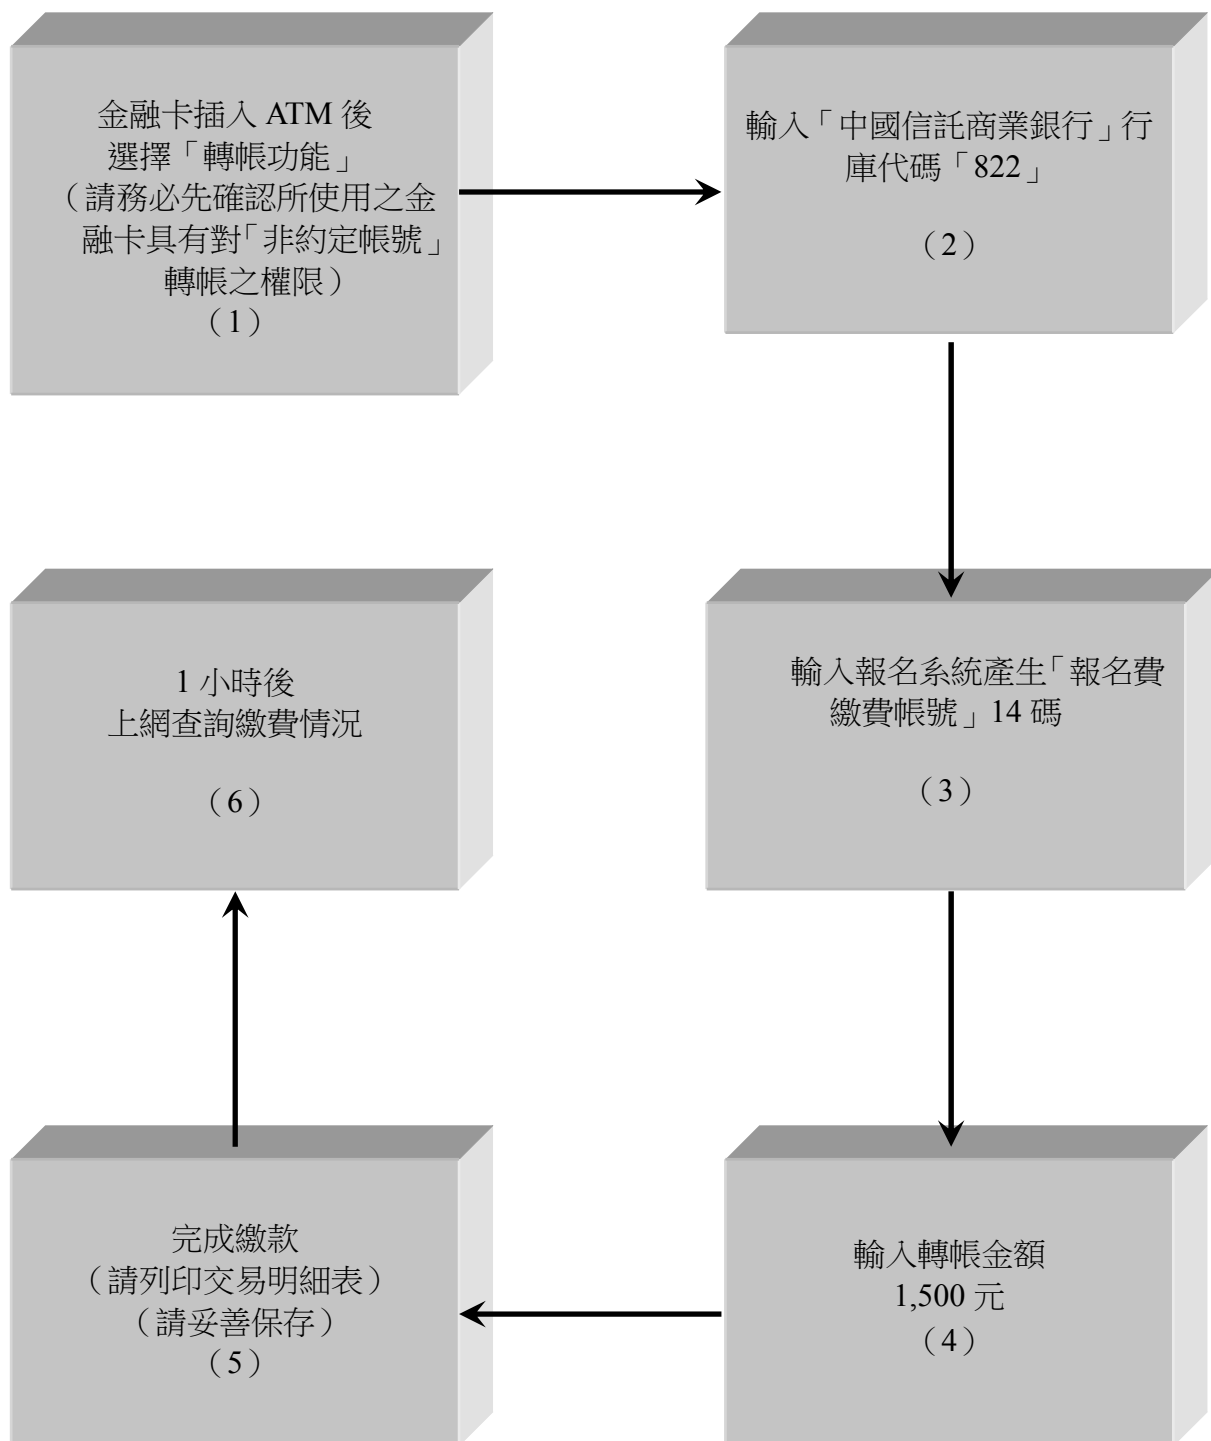 金融卡插入 ATM 後
選擇「轉帳功能」
（請務必先確認所使用之金
融卡具有對「非約定帳號」
轉帳之權限）
（1）
輸入「中國信託商業銀行」行
庫代碼「822」
（2）
輸入報名系統產生「報名費
繳費帳號」14 碼
（3）
輸入轉帳金額
1,500 元
（4）
完成繳款
（請列印交易明細表）
（請妥善保存）
（5）
1 小時後
上網查詢繳費情況
（6）